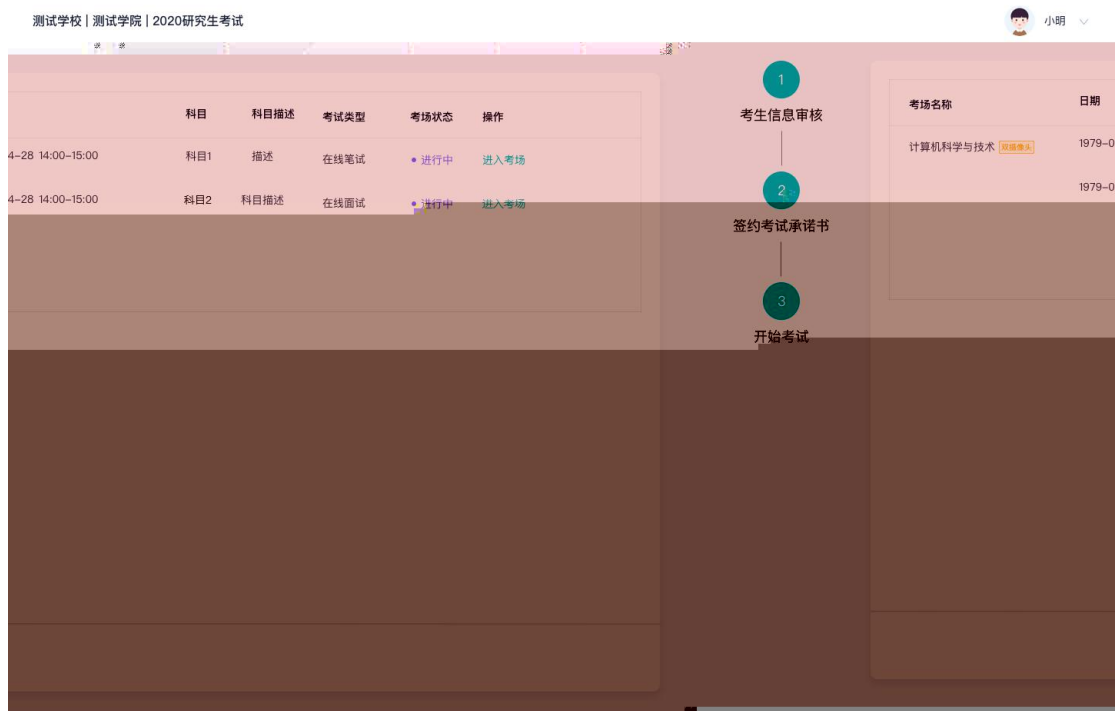 测试学校 | 测试学院 | 2020研究生考试
小明
科目 科目描述 考试类型 考场状态 操作
4-28 14:00-15:00 科目1 描述 在线笔试 进行中 进入考场
4-28 14:00-15:00 科目2 科目描述 在线面试 进行中 进入考场
1
考生信息审核
2
签约考试承诺书
3
开始考试
考场名称 日期
计算机科学与技术 双摄像头 1979-0
1979-0